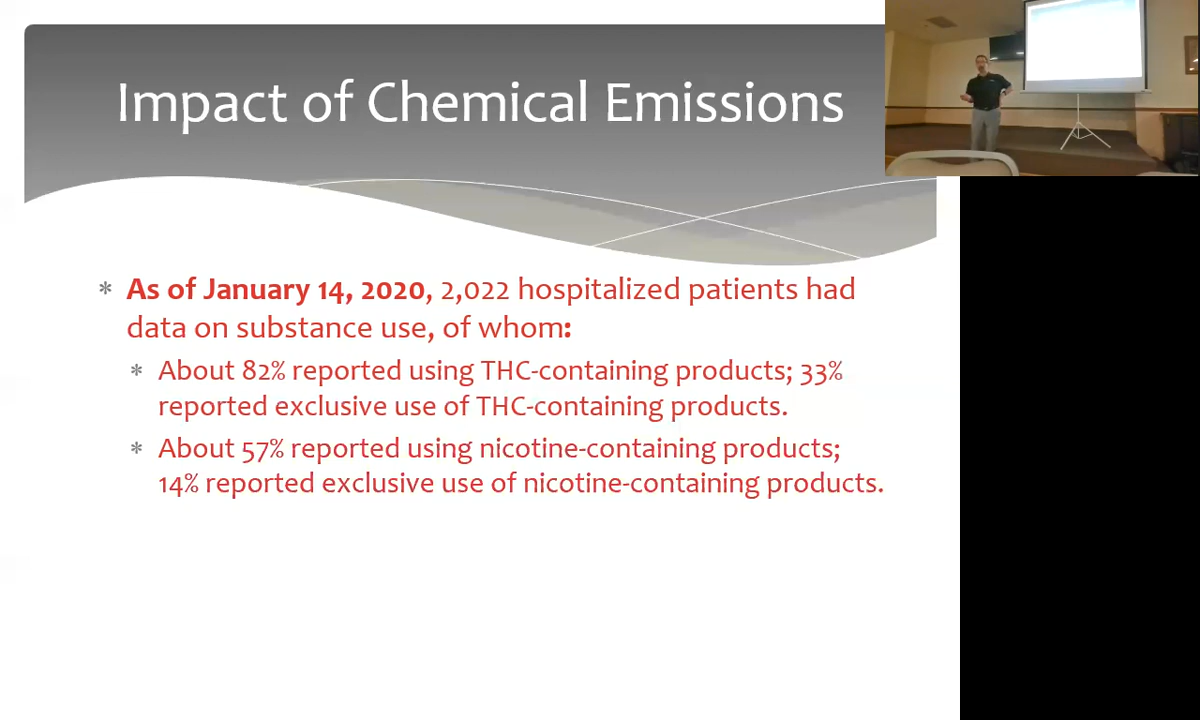 Impact of Chemical Emissions
* As of January 14, 2020, 2,022 hospitalized patients had
data on substance use, of whom:
* About 82% reported using THC-containing products; 33%
reported exclusive use of THC-containing products.
* About 57% reported using nicotine-containing products;
14% reported exclusive use of nicotine-containing products.